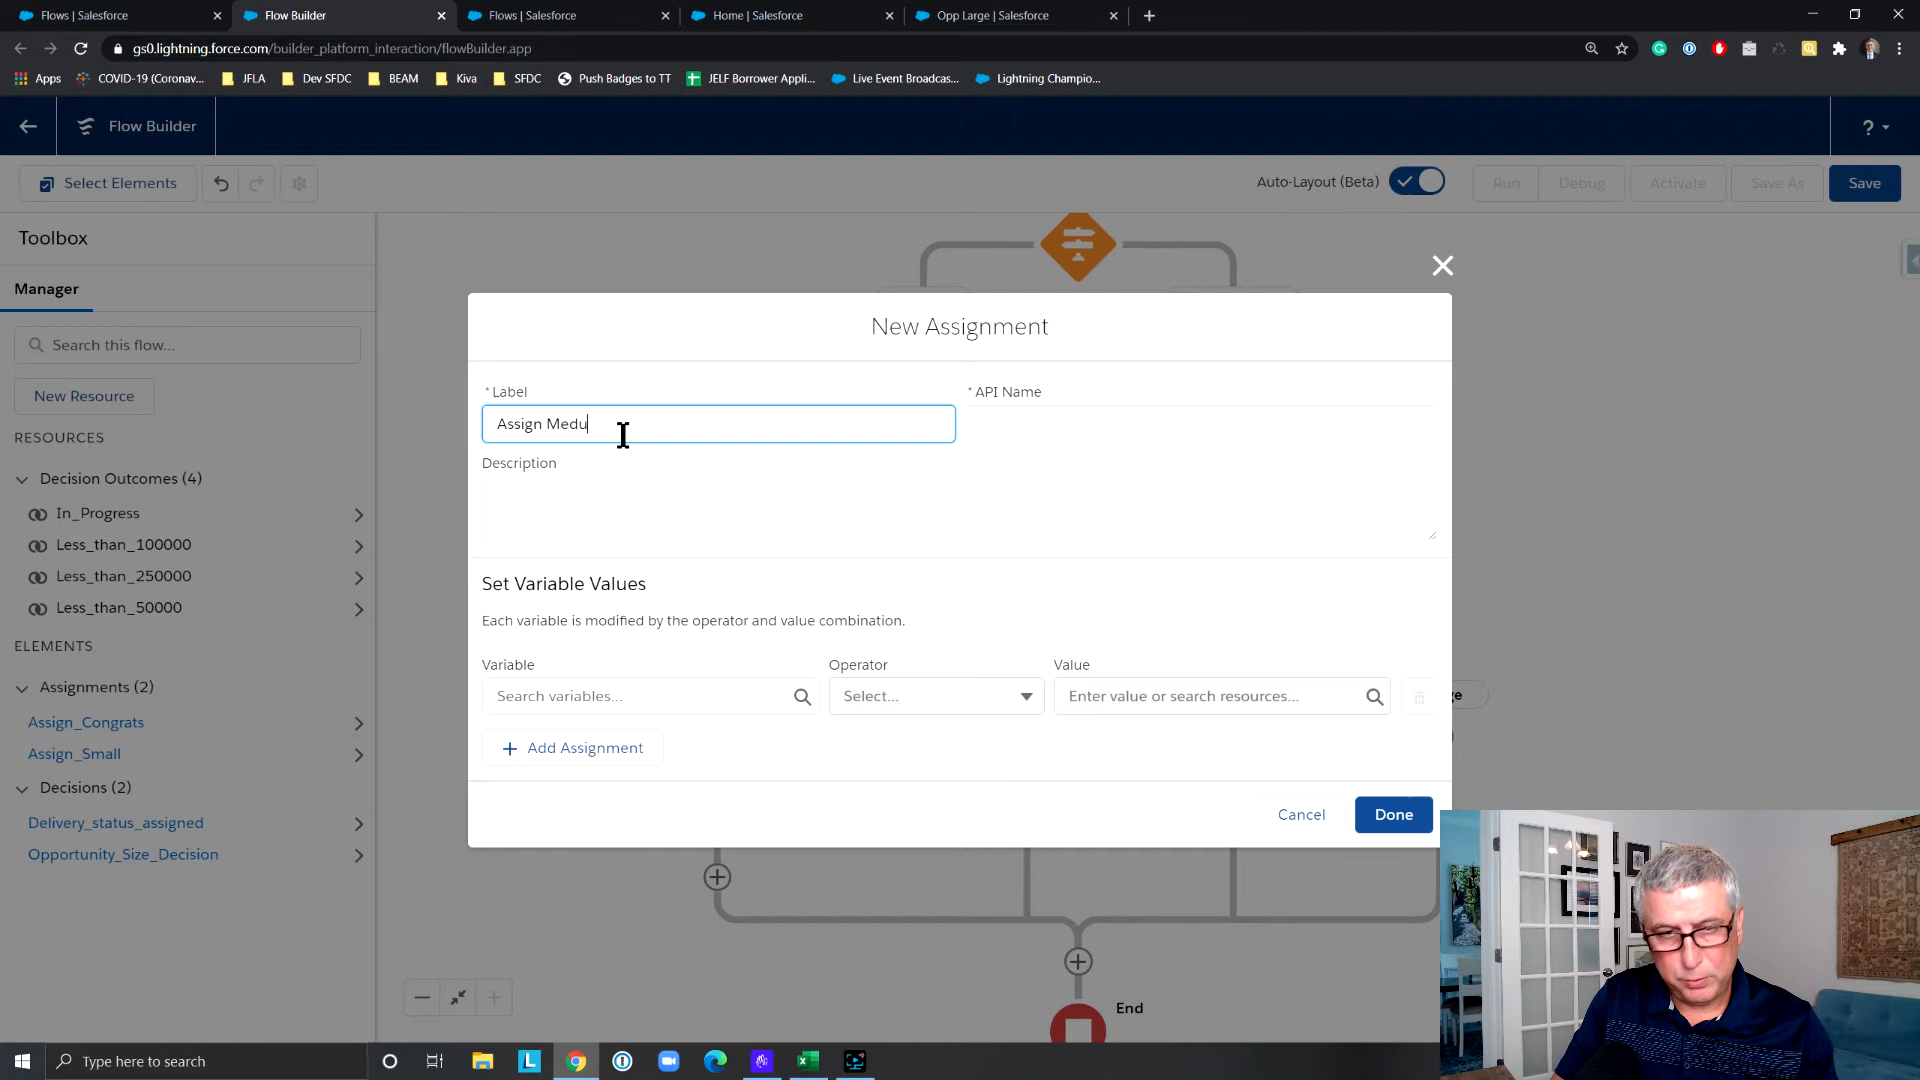 Flows | Salesforce
Flow Builder
Flows | Salesforce
Home | Salesforce
Opp Large | Salesforce
gs0.lightning.force.com/builder_platform_interaction/flowBuilder.app
Apps
COVID-19 (Coronav...
JFLA
Dev SFDC
BEAM
Kiva
SFDC
Push Badges to TT
JELF Borrower Appli...
Live Event Broadcas...
Lightning Champio...
Flow Builder
?
Select Elements
Auto-Layout (Beta)
Run
Debug
Activate
Save As
Save
Toolbox
Manager
Search this flow...
New Resource
RESOURCES
Decision Outcomes (4)
In_Progress
Less_than_100000
Less_than_250000
Less_than_50000
ELEMENTS
Assignments (2)
Assign_Congrats
Assign_Small
Decisions (2)
Delivery_status_assigned
Opportunity_Size_Decision
New Assignment
* Label
* API Name
Assign Medu
Description
Set Variable Values
Each variable is modified by the operator and value combination.
Variable
Operator
Value
Search variables...
Select...
Enter value or search resources...
ge
+ Add Assignment
Cancel
Done
End
Type here to search